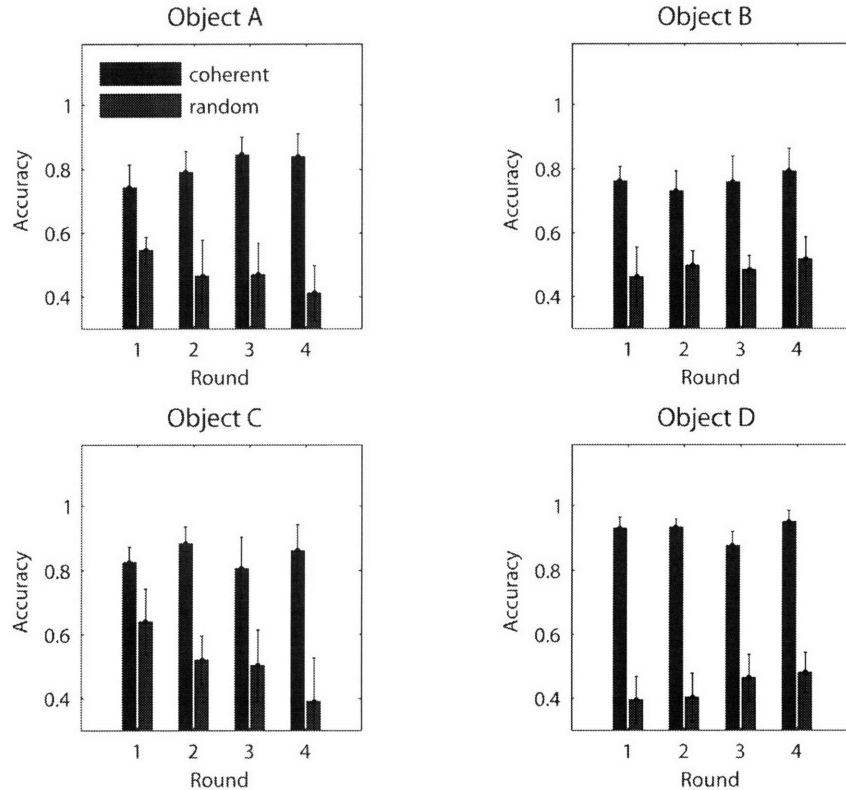 Object A
coherent
random
1
0.8
0.6
0.4
Accuracy
1 2 3 4
Round
Object B
1
0.8
0.6
0.4
Accuracy
1 2 3 4
Round
Object C
1
0.8
0.6
0.4
Accuracy
1 2 3 4
Round
Object D
1
0.8
0.6
0.4
Accuracy
1 2 3 4
Round